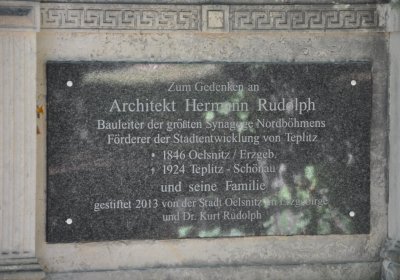 Zum Gedenken an
Architekt Hermann Rudolph
Bauleiter der größten Synagoge Nordböhmens
Förderer der Stadtentwicklung von Teplitz
* 1846 Oelsnitz / Erzgeb.
+ 1924 Teplitz - Schönau
und seine Familie
gestiftet 2013 von der Stadt Oelsnitz im Erzgebirge
und Dr. Kurt Rudolph